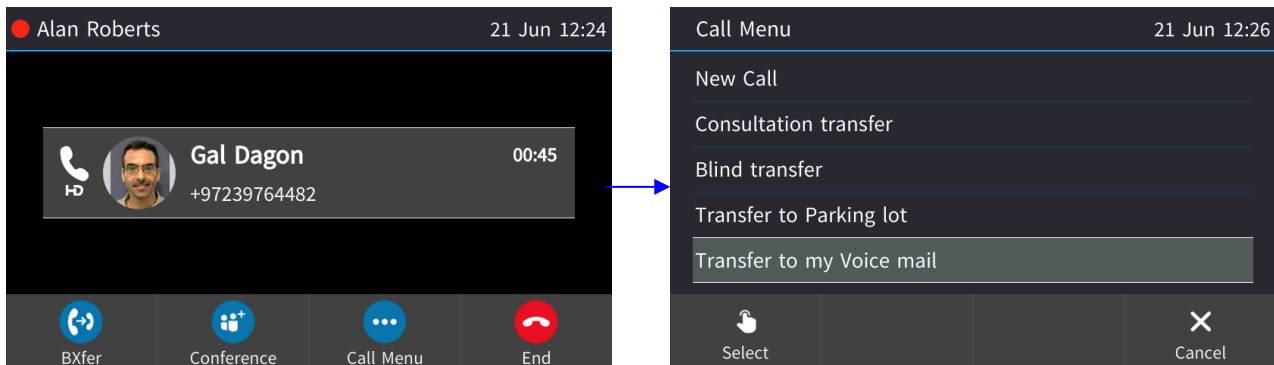 Alan Roberts 21 Jun 12:24
Gal Dagon 00:45
HD +97239764482
BXfer Conference Call Menu End
Call Menu 21 Jun 12:26
New Call
Consultation transfer
Blind transfer
Transfer to Parking lot
Transfer to my Voice mail
Select Cancel